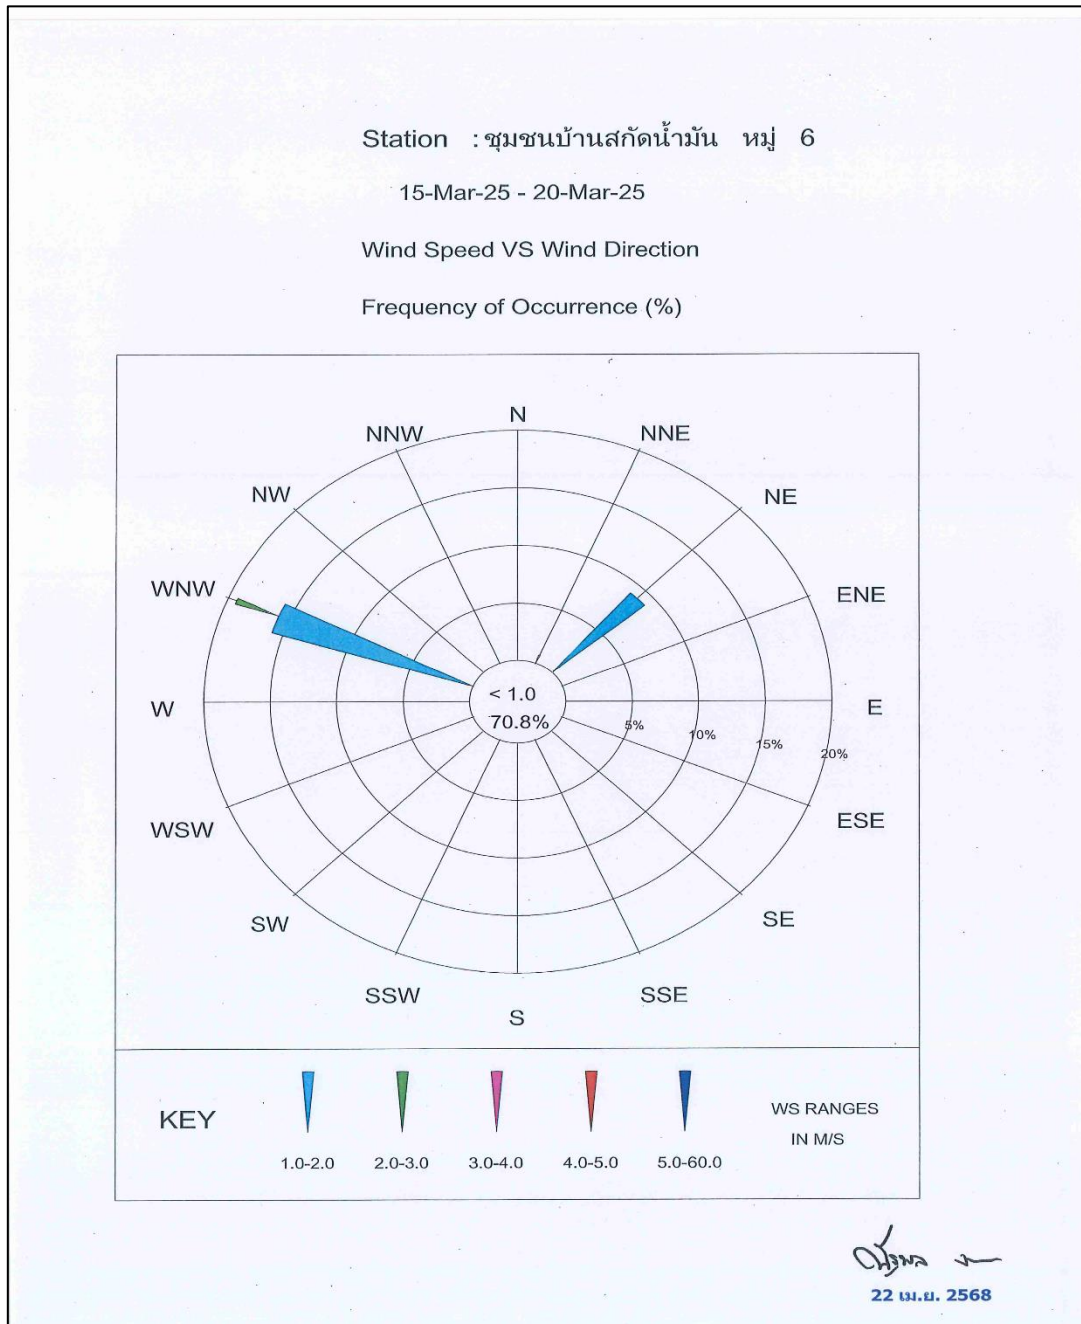 Station : ชุมชนบ้านสกัดน้ำมัน หมู่ 6
15-Mar-25 - 20-Mar-25
Wind Speed VS Wind Direction
Frequency of Occurrence (%)
N
NNW
NNE
NW
NE
WNW
ENE
< 1.0
70.8%
W
E
5%
10%
15%
20%
WSW
ESE
SW
SE
SSW
SSE
S
KEY
WS RANGES
IN M/S
1.0-2.0 2.0-3.0 3.0-4.0 4.0-5.0 5.0-60.0
22 เม.ย. 2568